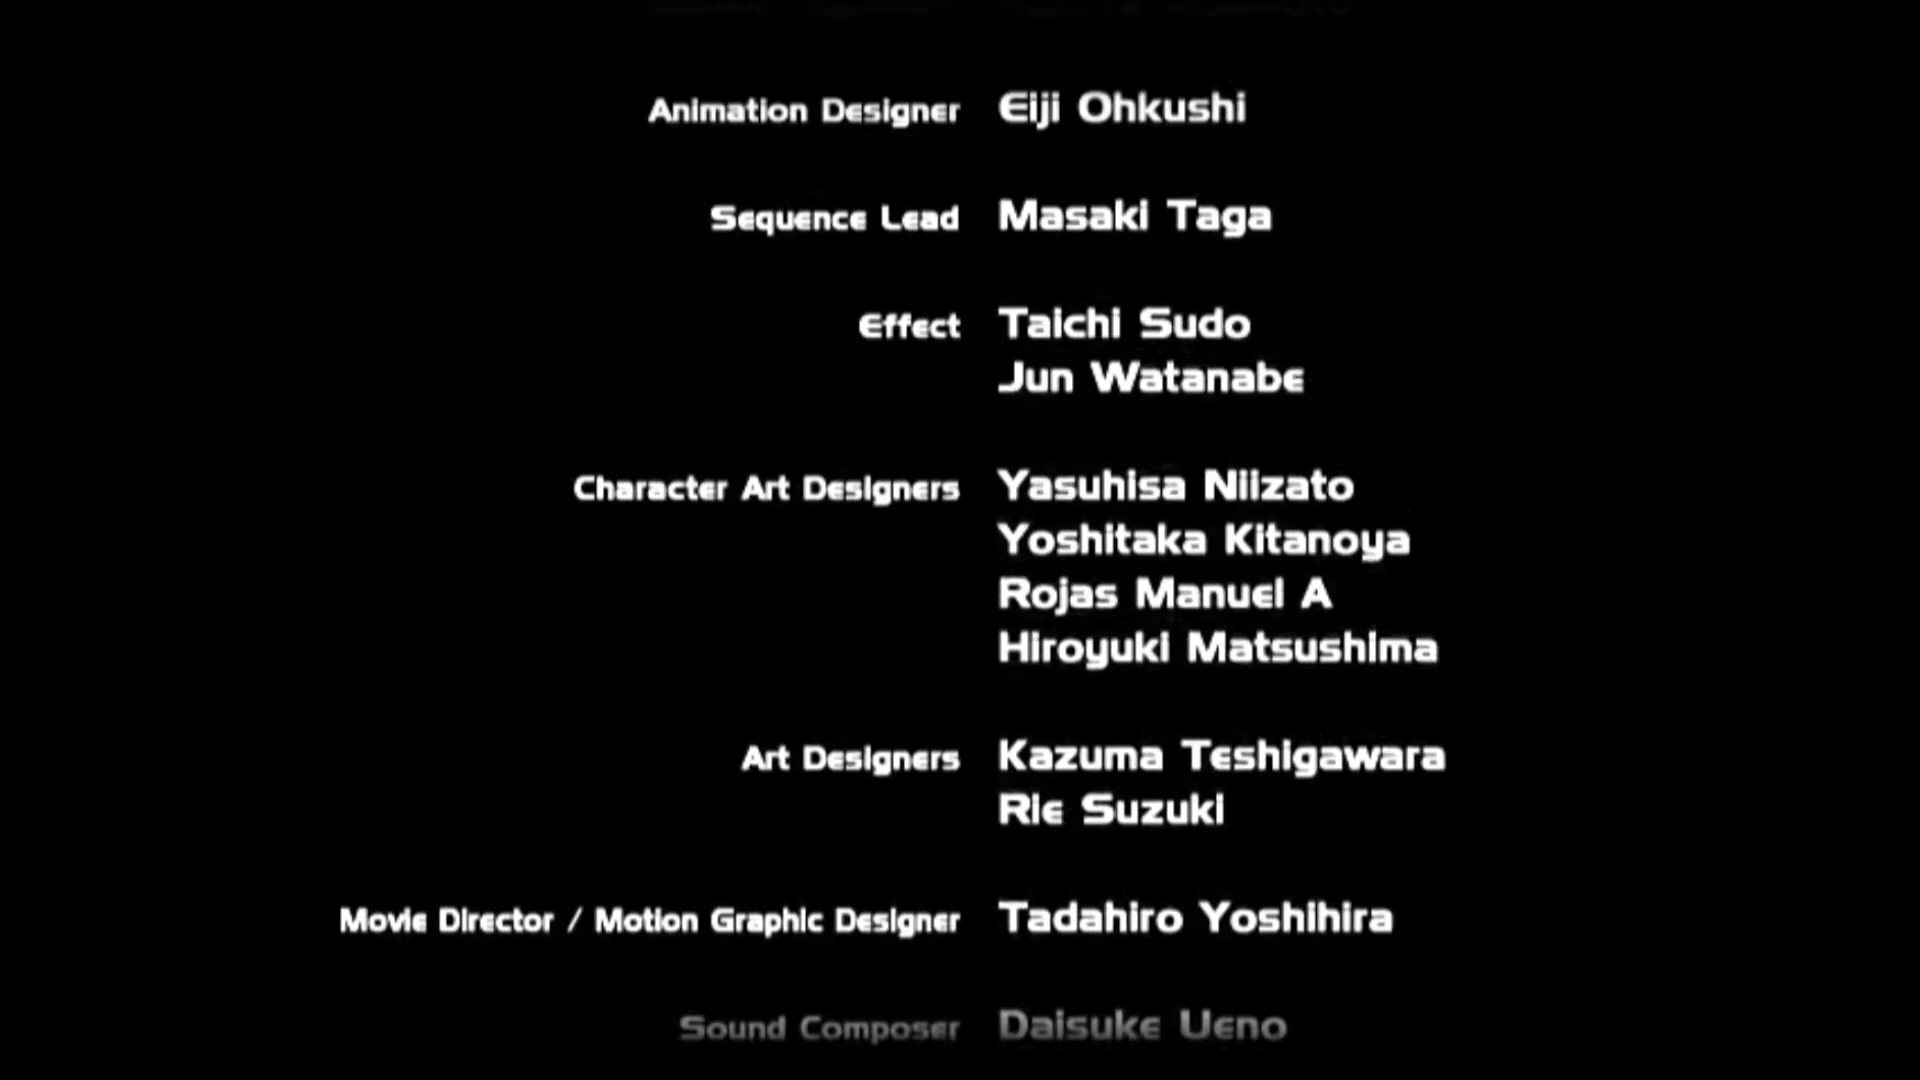 Animation Designer Eiji Ohkushi
Sequence Lead Masaki Taga
Effect Taichi Sudo
Jun Watanabe
Character Art Designers Yasuhisa Niizato
Yoshitaka Kitanoya
Rojas Manuel A
Hiroyuki Matsushima
Art Designers Kazuma Teshigawara
Rie Suzuki
Movie Director / Motion Graphic Designer Tadahiro Yoshihira
Sound Composer Daisuke Ueno